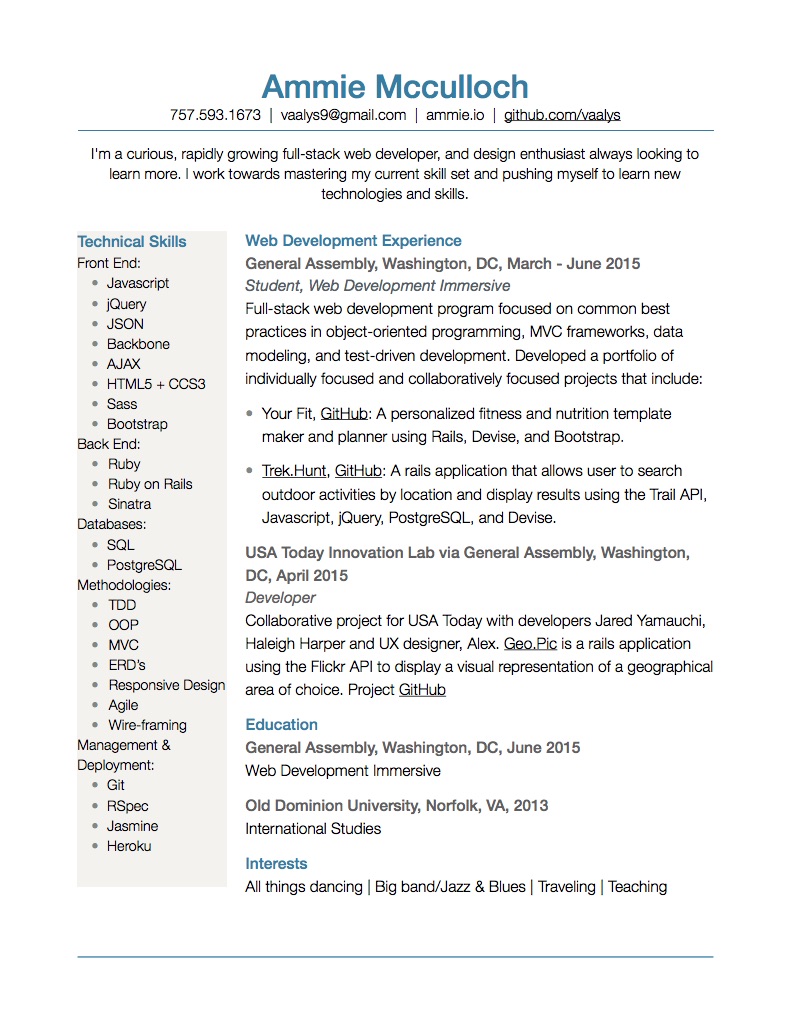 Ammie Mcculloch
757.593.1673 | vaalys9@gmail.com | ammie.io | github.com/vaalys
I'm a curious, rapidly growing full-stack web developer, and design enthusiast always looking to
learn more. I work towards mastering my current skill set and pushing myself to learn new
technologies and skills.
Technical Skills
Front End:
• Javascript
• jQuery
• JSON
• Backbone
• AJAX
• HTML5 + CCS3
• Sass
• Bootstrap
Back End:
• Ruby
• Ruby on Rails
• Sinatra
Databases:
• SQL
• PostgreSQL
Methodologies:
• TDD
• OOP
• MVC
• ERD's
• Responsive Design
• Agile
• Wire-framing
Management &
Deployment:
• Git
• RSpec
• Jasmine
• Heroku
Web Development Experience
General Assembly, Washington, DC, March - June 2015
Student, Web Development Immersive
Full-stack web development program focused on common best
practices in object-oriented programming, MVC frameworks, data
modeling, and test-driven development. Developed a portfolio of
individually focused and collaboratively focused projects that include:
• Your Fit, GitHub: A personalized fitness and nutrition template
maker and planner using Rails, Devise, and Bootstrap.
• Trek.Hunt, GitHub: A rails application that allows user to search
outdoor activities by location and display results using the Trail API,
Javascript, jQuery, PostgreSQL, and Devise.
USA Today Innovation Lab via General Assembly, Washington,
DC, April 2015
Developer
Collaborative project for USA Today with developers Jared Yamauchi,
Haleigh Harper and UX designer, Alex. Geo.Pic is a rails application
using the Flickr API to display a visual representation of a geographical
area of choice. Project GitHub
Education
General Assembly, Washington, DC, June 2015
Web Development Immersive
Old Dominion University, Norfolk, VA, 2013
International Studies
Interests
All things dancing | Big band/Jazz & Blues | Traveling | Teaching